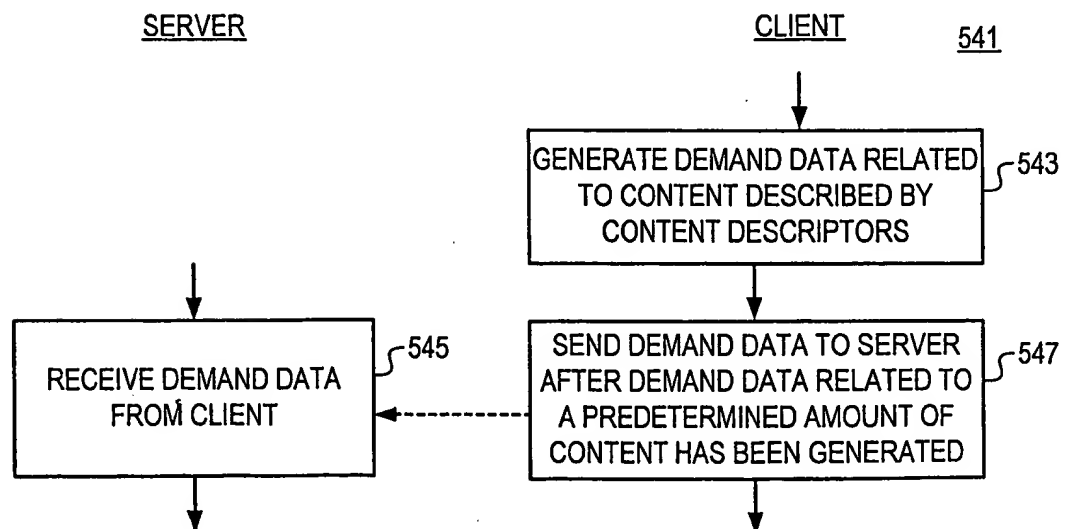 SERVER
CLIENT
541
GENERATE DEMAND DATA RELATED
TO CONTENT DESCRIBED BY
CONTENT DESCRIPTORS
543
RECEIVE DEMAND DATA
FROM CLIENT
545
SEND DEMAND DATA TO SERVER
AFTER DEMAND DATA RELATED TO
A PREDETERMINED AMOUNT OF
CONTENT HAS BEEN GENERATED
547